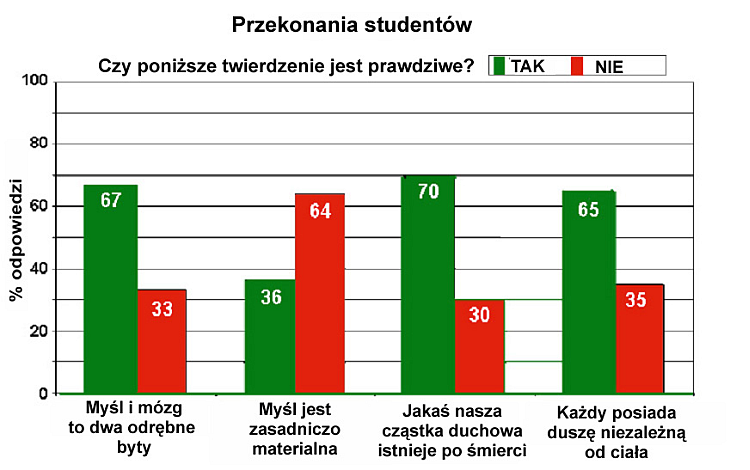 Przekonania studentów
Czy poniższe twierdzenie jest prawdziwe? TAK NIE
100
80
60
40
20
0
% odpowiedzi
67
33
36
64
70
30
65
35
Myśl i mózg
to dwa odrębne
byty
Myśl jest
zasadniczo
materialna
Jakaś nasza
cząstka duchowa
istnieje po śmierci
Każdy posiada
duszę niezależną
od ciała